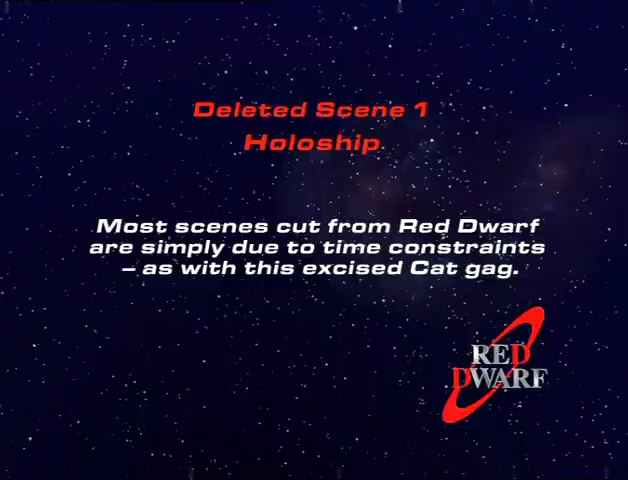 Deleted Scene 1
Holoship
Most scenes cut from Red Dwarf
are simply due to time constraints
– as with this excised Cat gag.
RED
DWARF